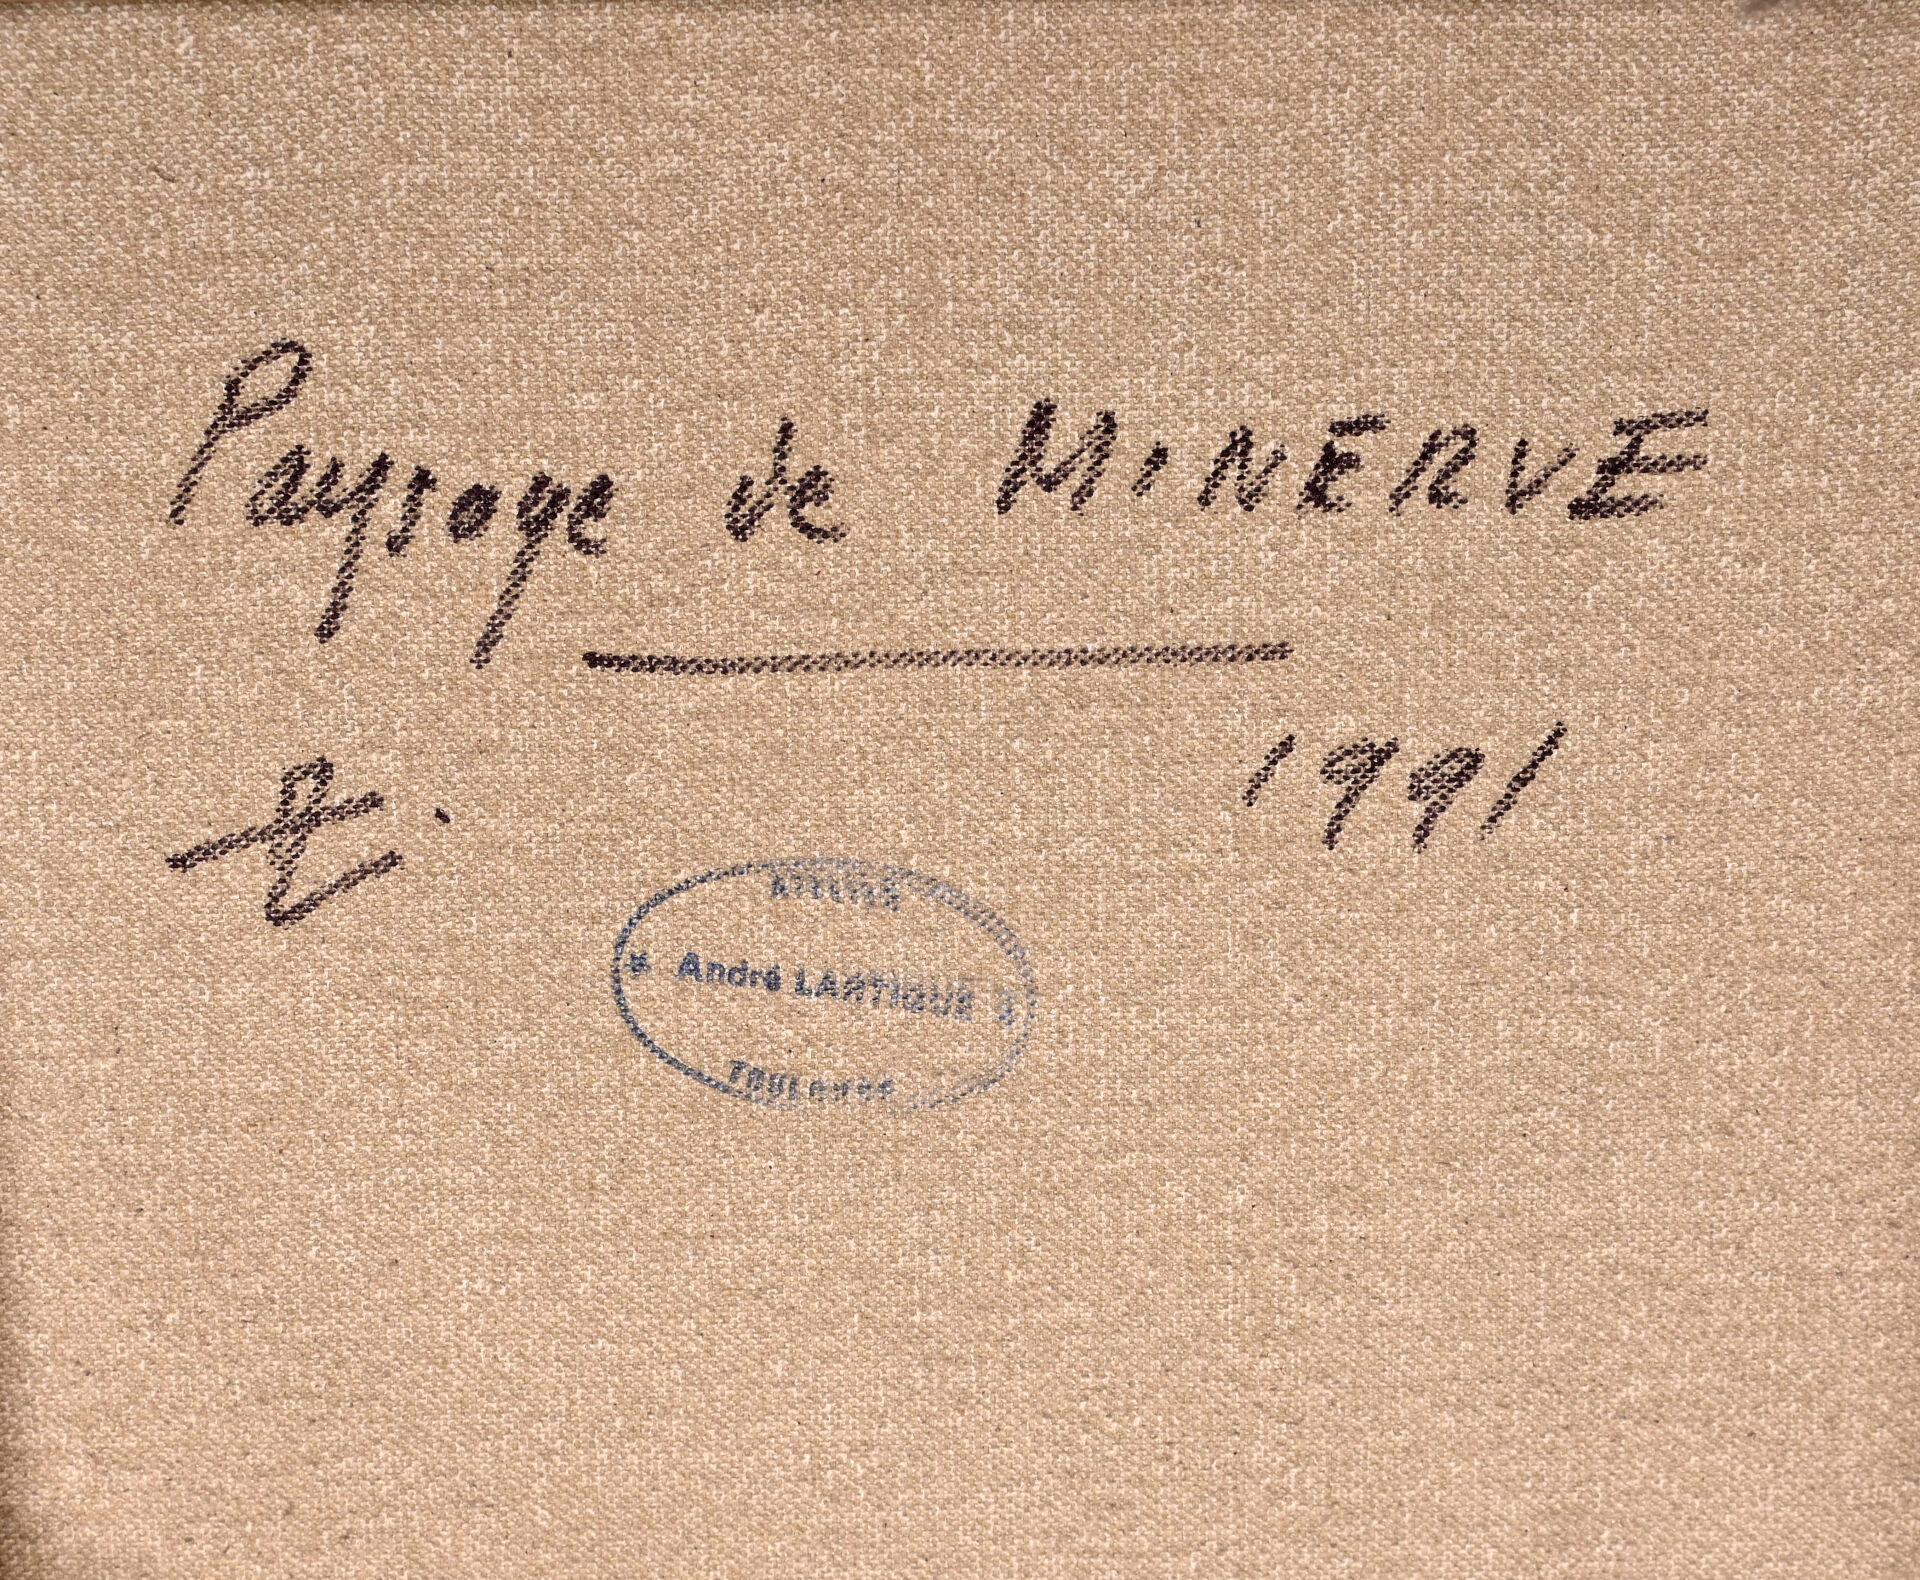 Paysage de MINERVE
1991
ATELIER
* André LARTIGUE *
TOULOUSE